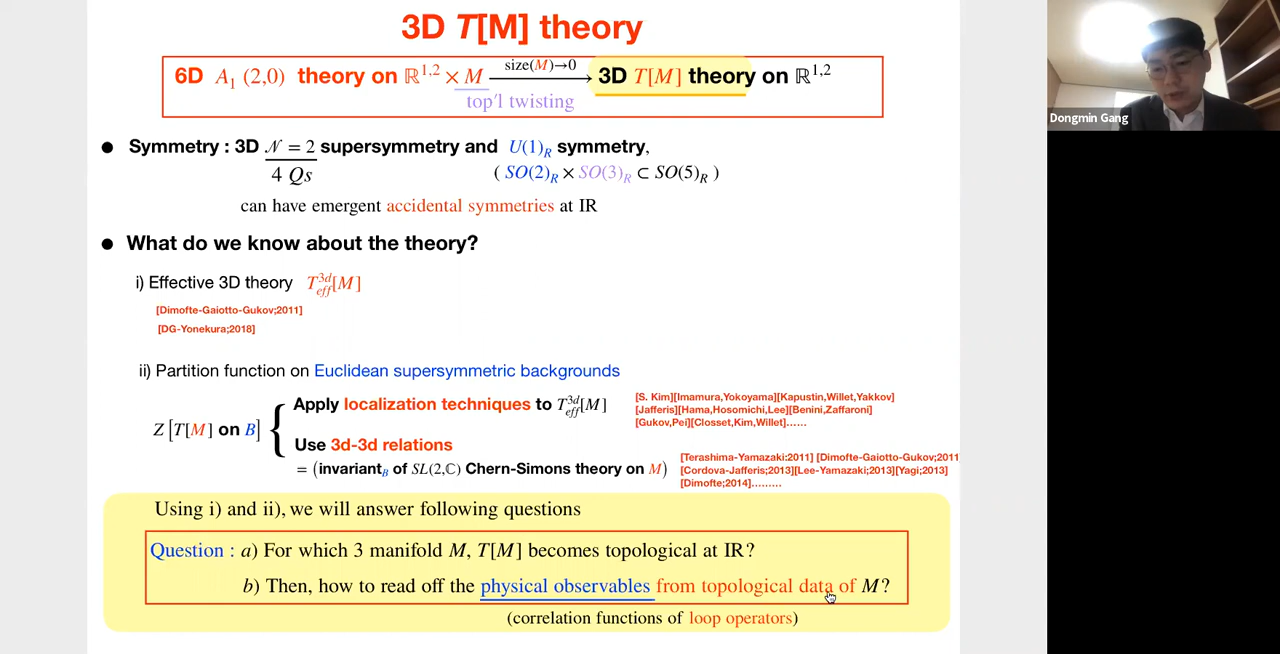 3D T[M] theory
size(M)→0
6D A₁ (2,0) theory on ℝ¹,² × M ⟶ 3D T[M] theory on ℝ¹,²
top'l twisting
Dongmin Gang
● Symmetry : 3D 𝒩 = 2 supersymmetry and U(1)_R symmetry,
4 Qs
( SO(2)_R × SO(3)_R ⊂ SO(5)_R )
can have emergent accidental symmetries at IR
● What do we know about the theory?
i) Effective 3D theory T^{3d}_{eff}[M]
[Dimofte-Gaiotto-Gukov;2011]
[DG-Yonekura;2018]
ii) Partition function on Euclidean supersymmetric backgrounds
Z [T[M] on B] {
Apply localization techniques to T^{3d}_{eff}[M]
[S. Kim][Imamura,Yokoyama][Kapustin,Willet,Yakkov]
[Jafferis][Hama,Hosomichi,Lee][Benini,Zaffaroni]
[Gukov,Pei][Closset,Kim,Willet]......
Use 3d-3d relations
= (invariant_B of SL(2,ℂ) Chern-Simons theory on M)
[Terashima-Yamazaki:2011] [Dimofte-Gaiotto-Gukov;2011
[Cordova-Jafferis;2013][Lee-Yamazaki;2013][Yagi;2013]
[Dimofte;2014].........
Using i) and ii), we will answer following questions
Question : a) For which 3 manifold M, T[M] becomes topological at IR?
b) Then, how to read off the physical observables from topological data of M?
(correlation functions of loop operators)